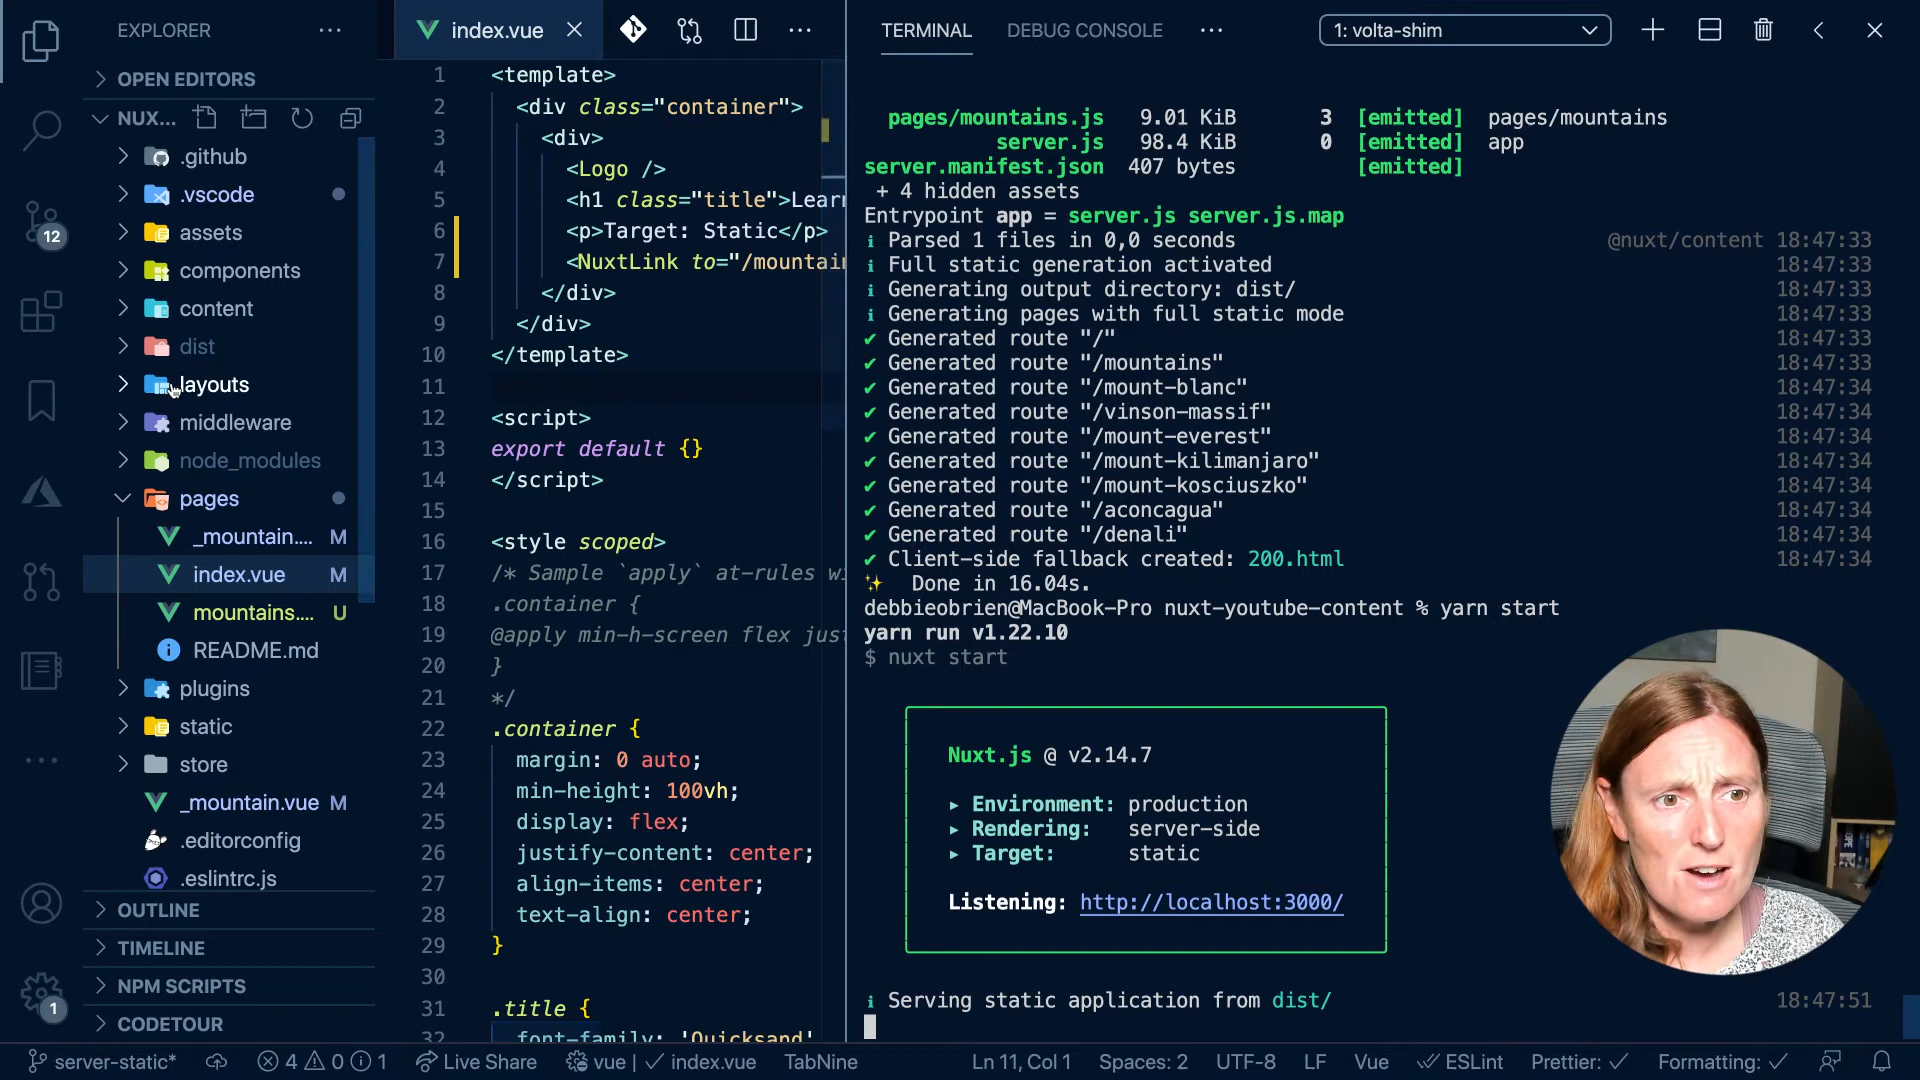 EXPLORER
OPEN EDITORS
NUX...
.github
.vscode
assets
components
content
dist
layouts
middleware
node_modules
pages
_mountain.... M
index.vue M
mountains.... U
README.md
plugins
static
store
_mountain.vue M
.editorconfig
.eslintrc.js
OUTLINE
TIMELINE
NPM SCRIPTS
CODETOUR
12
1
index.vue
1 <template>
2 <div class="container">
3 <div>
4 <Logo />
5 <h1 class="title">Lear
6 <p>Target: Static</p>
7 <NuxtLink to="/mountai
8 </div>
9 </div>
10 </template>
11
12 <script>
13 export default {}
14 </script>
15
16 <style scoped>
17 /* Sample `apply` at-rules w
18 .container {
19 @apply min-h-screen flex jus
20 }
21 */
22 .container {
23 margin: 0 auto;
24 min-height: 100vh;
25 display: flex;
26 justify-content: center;
27 align-items: center;
28 text-align: center;
29 }
30
31 .title {
32 font-family: 'Quicksand'
TERMINAL DEBUG CONSOLE 1: volta-shim
pages/mountains.js 9.01 KiB 3 [emitted] pages/mountains
server.js 98.4 KiB 0 [emitted] app
server.manifest.json 407 bytes [emitted]
+ 4 hidden assets
Entrypoint app = server.js server.js.map
ℹ Parsed 1 files in 0,0 seconds @nuxt/content 18:47:33
ℹ Full static generation activated 18:47:33
ℹ Generating output directory: dist/ 18:47:33
ℹ Generating pages with full static mode 18:47:33
✔ Generated route "/" 18:47:33
✔ Generated route "/mountains" 18:47:33
✔ Generated route "/mount-blanc" 18:47:34
✔ Generated route "/vinson-massif" 18:47:34
✔ Generated route "/mount-everest" 18:47:34
✔ Generated route "/mount-kilimanjaro" 18:47:34
✔ Generated route "/mount-kosciuszko" 18:47:34
✔ Generated route "/aconcagua" 18:47:34
✔ Generated route "/denali" 18:47:34
✔ Client-side fallback created: 200.html 18:47:34
✨ Done in 16.04s.
debbieobrien@MacBook-Pro nuxt-youtube-content % yarn start
yarn run v1.22.10
$ nuxt start
Nuxt.js @ v2.14.7
▸ Environment: production
▸ Rendering: server-side
▸ Target: static
Listening: http://localhost:3000/
ℹ Serving static application from dist/ 18:47:51
server-static* 4 0 1 Live Share vue | ✓ index.vue TabNine Ln 11, Col 1 Spaces: 2 UTF-8 LF Vue ESLint Prettier: ✓ Formatting: ✓